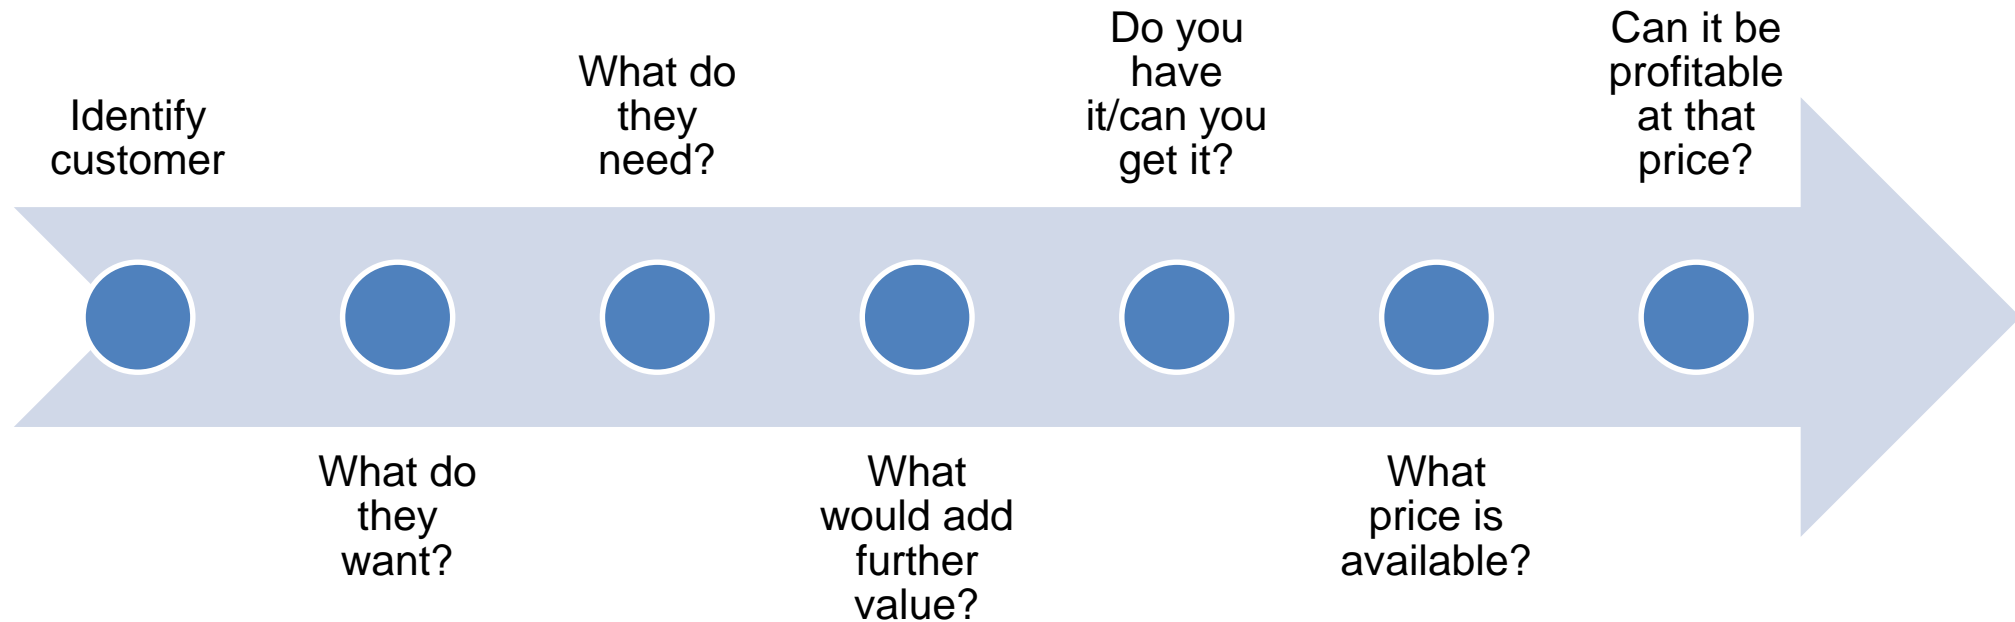 Identify
customer
What do
they
want?
What do
they
need?
What
would add
further
value?
Do you
have
it/can you
get it?
What
price is
available?
Can it be
profitable
at that
price?